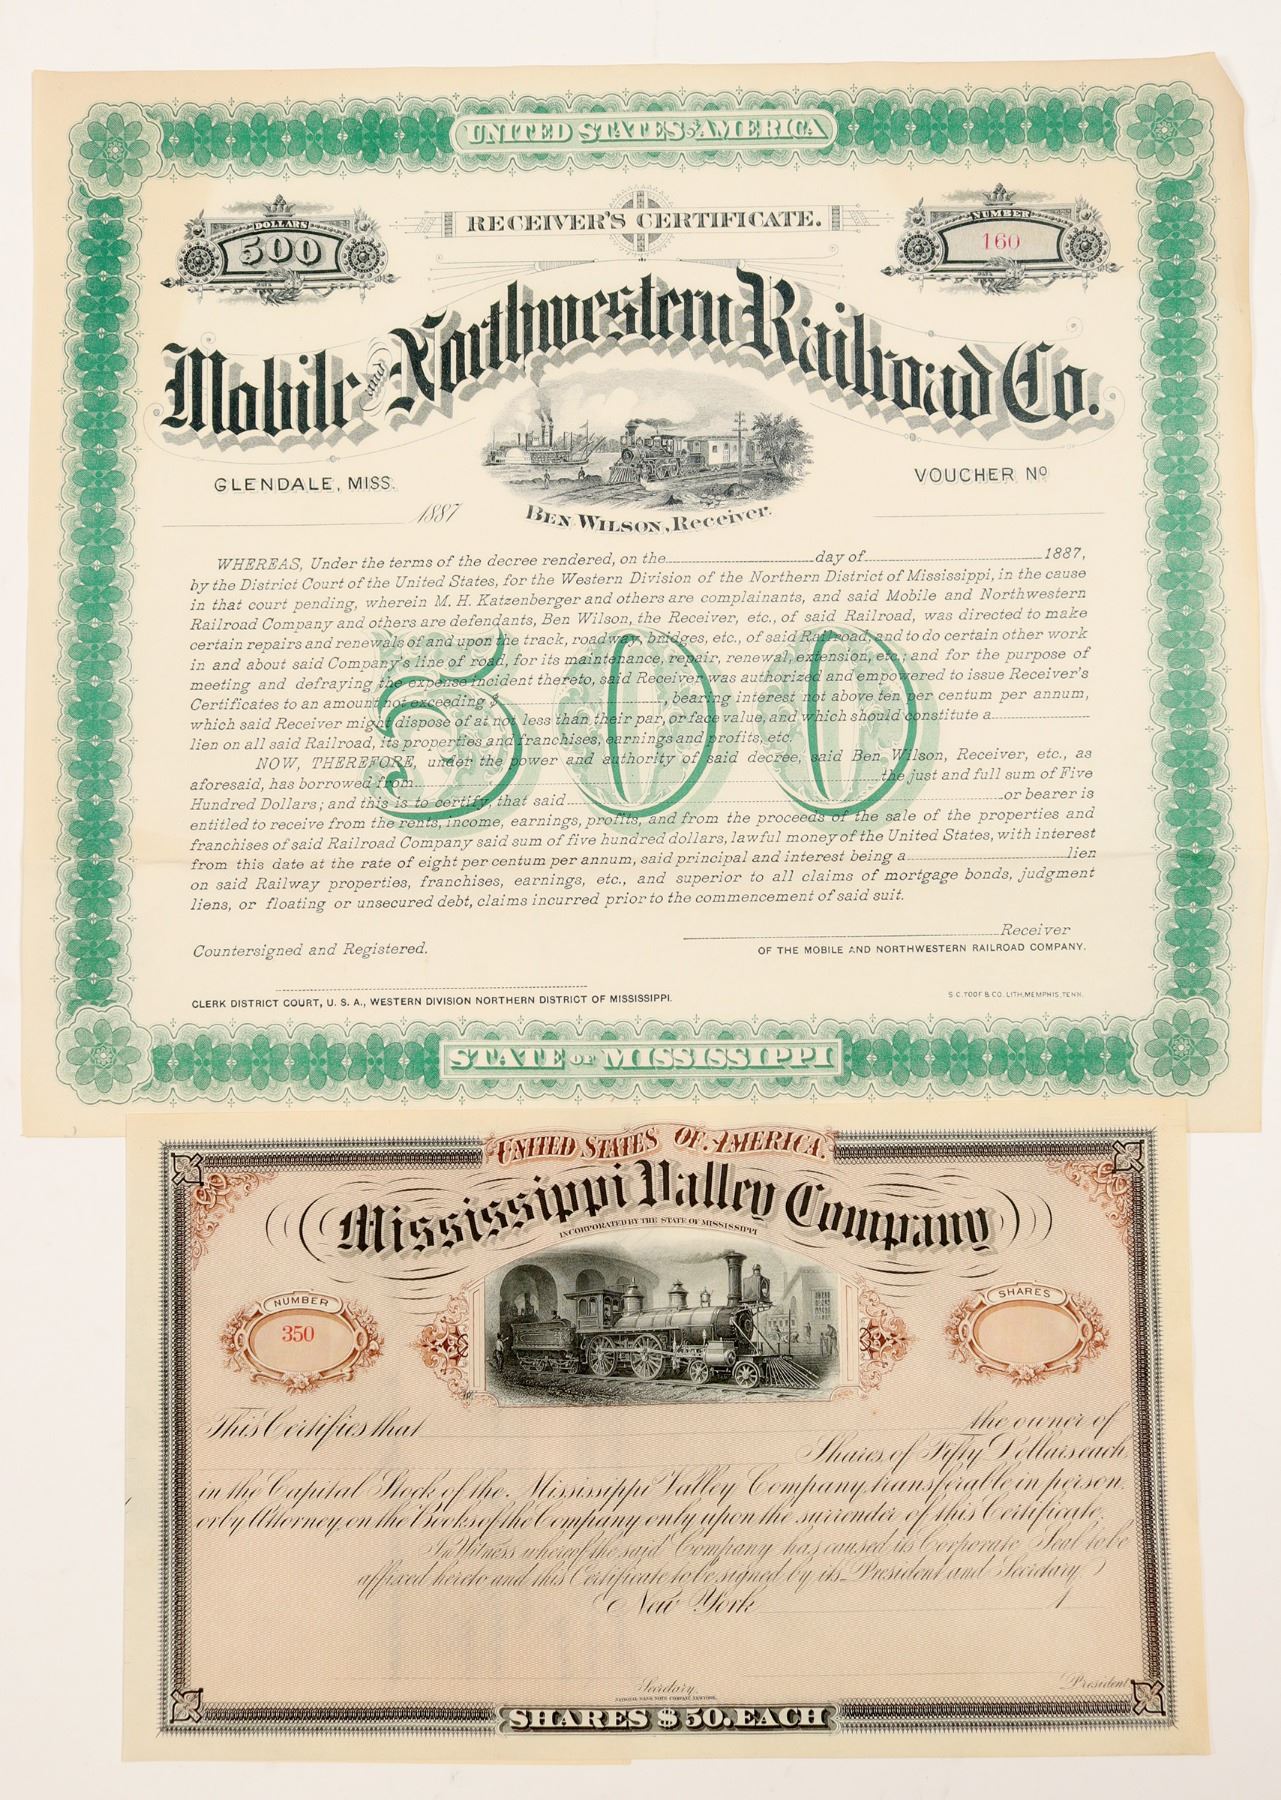 UNITED STATES OF AMERICA
RECEIVER'S CERTIFICATE.
DOLLARS
500
NUMBER
160
Mobile and Northwestern Railroad Co.
GLENDALE, MISS.
VOUCHER No
1887
BEN WILSON, Receiver.
WHEREAS, Under the terms of the decree rendered, on the day of 1887,
by the District Court of the United States, for the Western Division of the Northern District of Mississippi, in the cause
in that court pending, wherein M. H. Katzenberger and others are complainants, and said Mobile and Northwestern
Railroad Company and others are defendants, Ben Wilson, the Receiver, etc., of said Railroad, was directed to make
certain repairs and renewals of and upon the track, roadway, bridges, etc., of said Railroad, and to do certain other work
in and about said Company's line of road, for its maintenance, repair, renewal, extension, etc.; and for the purpose of
meeting and defraying the expense incident thereto, said Receiver was authorized and empowered to issue Receiver's
Certificates to an amount not exceeding $ , bearing interest not above ten per centum per annum,
which said Receiver might dispose of at not less than their par, or face value, and which should constitute a
lien on all said Railroad, its properties and franchises, earnings and profits, etc.
500
NOW, THEREFORE, under the power and authority of said decree, said Ben Wilson, Receiver, etc., as
aforesaid, has borrowed from the just and full sum of Five
Hundred Dollars; and this is to certify, that said or bearer is
entitled to receive from the rents, income, earnings, profits, and from the proceeds of the sale of the properties and
franchises of said Railroad Company said sum of five hundred dollars, lawful money of the United States, with interest
from this date at the rate of eight per centum per annum, said principal and interest being a lien
on said Railway properties, franchises, earnings, etc., and superior to all claims of mortgage bonds, judgment
liens, or floating or unsecured debt, claims incurred prior to the commencement of said suit.
Receiver
Countersigned and Registered.
OF THE MOBILE AND NORTHWESTERN RAILROAD COMPANY.
CLERK DISTRICT COURT, U. S. A., WESTERN DIVISION NORTHERN DISTRICT OF MISSISSIPPI.
S. C. TOOF & CO. LITH, MEMPHIS, TENN.
STATE OF MISSISSIPPI
UNITED STATES OF AMERICA.
Mississippi Valley Company
INCORPORATED BY THE STATE OF MISSISSIPPI
NUMBER
350
SHARES
This Certifies that the owner of
Shares of Fifty Dollars each
in the Capital Stock of the Mississippi Valley Company, transferable in person,
or by Attorney, on the Books of the Company only upon the surrender of this Certificate.
In Witness whereof the said Company has caused its Corporate Seal to be
affixed hereto and this Certificate to be signed by its President and Secretary
New York 1
Secretary.
President
NATIONAL BANK NOTE COMPANY, NEW YORK.
SHARES $50. EACH